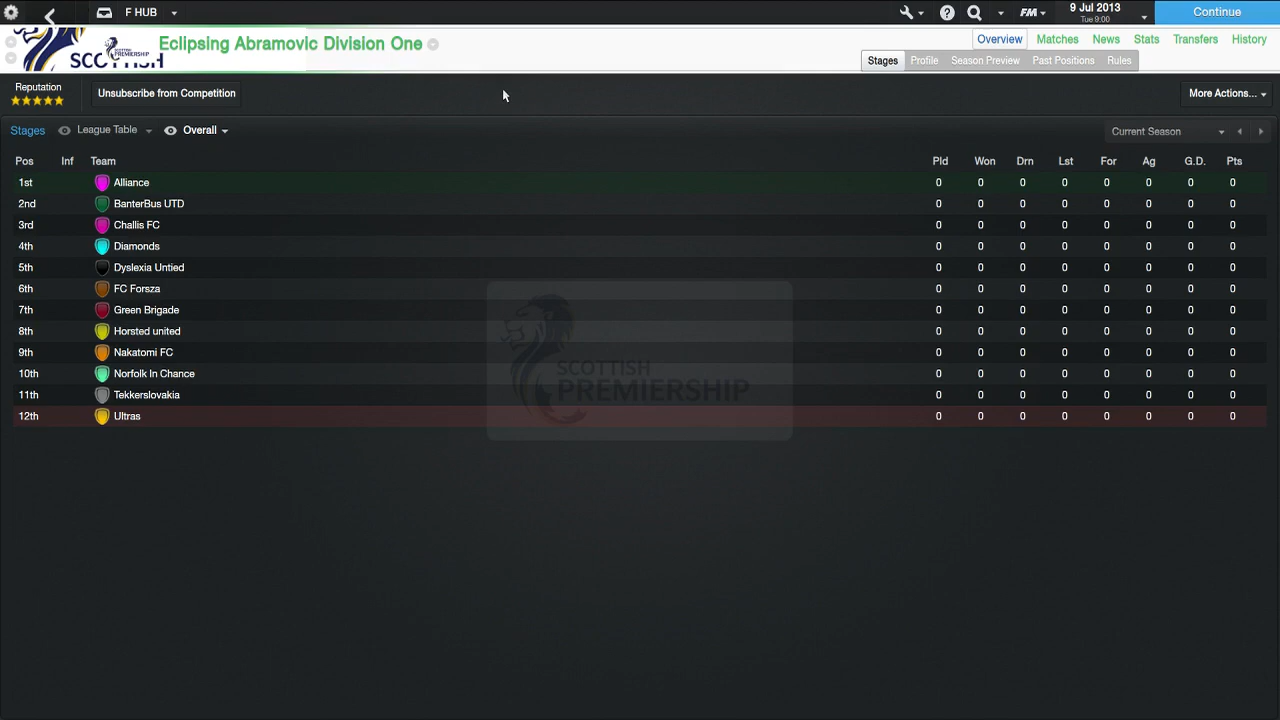 F HUB
FM
9 Jul 2013
Tue 9:00
Continue
SCOTTISH
SCOTTISH
PREMIERSHIP
Eclipsing Abramovic Division One
Overview Matches News Stats Transfers History
Stages Profile Season Preview Past Positions Rules
Reputation
Unsubscribe from Competition
More Actions...
Stages League Table Overall
Current Season
Pos Inf Team Pld Won Drn Lst For Ag G.D. Pts
1st Alliance 0 0 0 0 0 0 0 0
2nd BanterBus UTD 0 0 0 0 0 0 0 0
3rd Challis FC 0 0 0 0 0 0 0 0
4th Diamonds 0 0 0 0 0 0 0 0
5th Dyslexia Untied 0 0 0 0 0 0 0 0
6th FC Forsza 0 0 0 0 0 0 0 0
7th Green Brigade 0 0 0 0 0 0 0 0
8th Horsted united 0 0 0 0 0 0 0 0
9th Nakatomi FC 0 0 0 0 0 0 0 0
10th Norfolk In Chance 0 0 0 0 0 0 0 0
11th Tekkerslovakia 0 0 0 0 0 0 0 0
12th Ultras 0 0 0 0 0 0 0 0
SCOTTISH
PREMIERSHIP